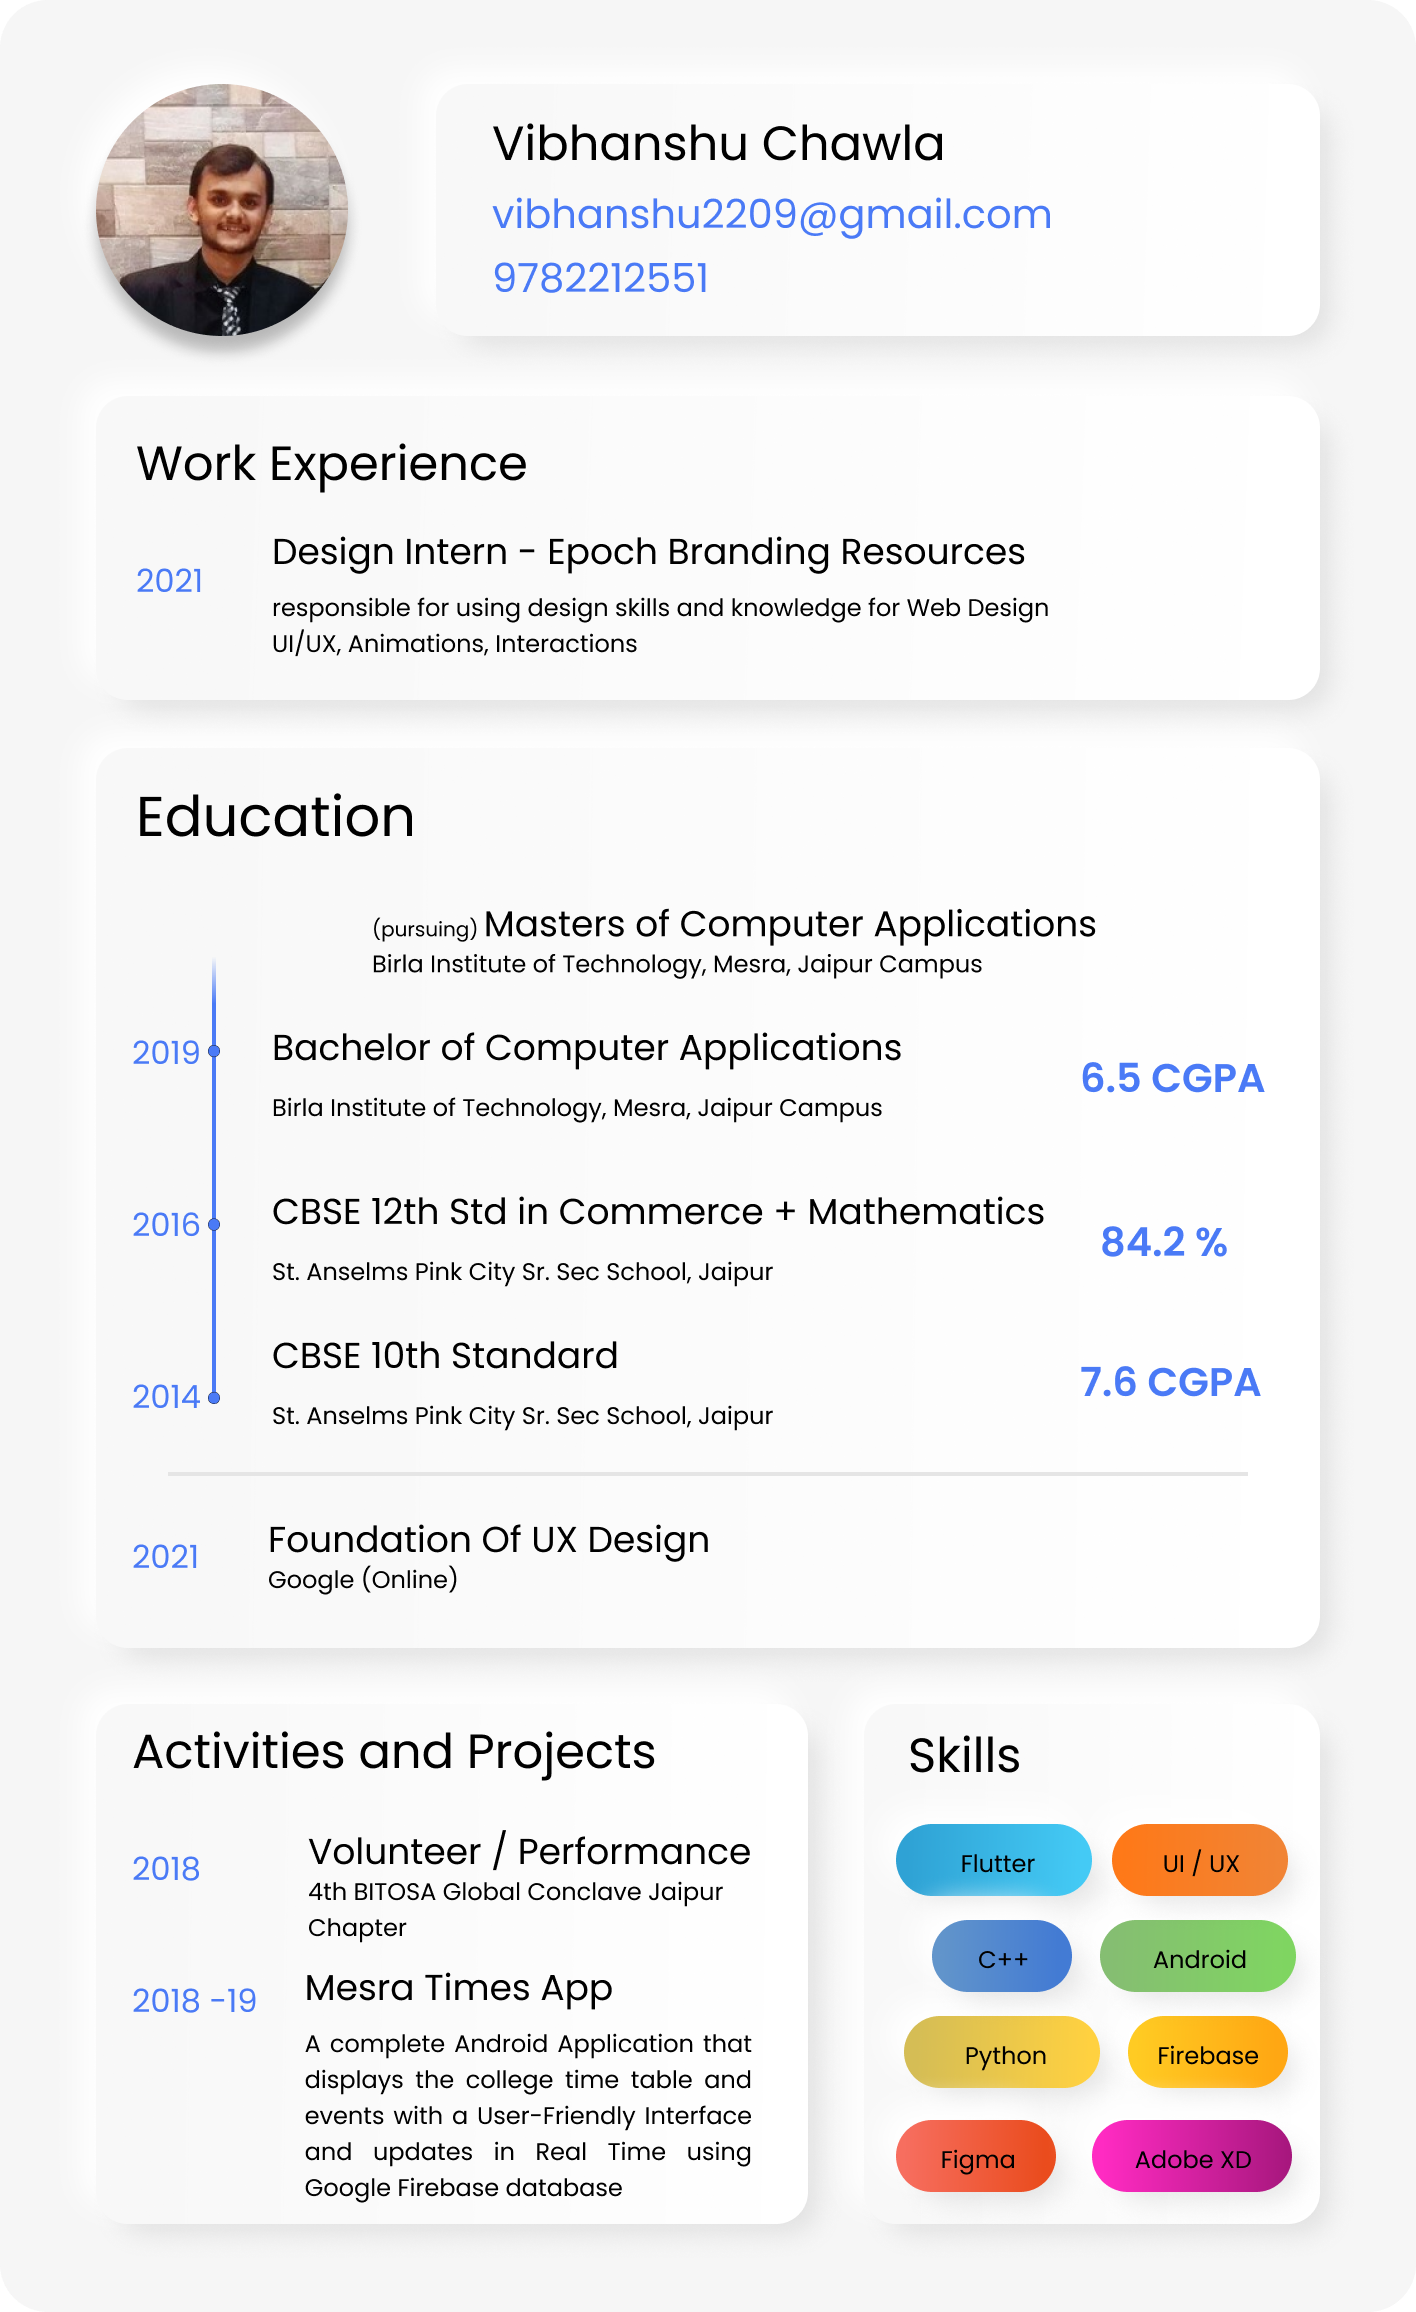 Vibhanshu Chawla
vibhanshu2209@gmail.com
9782212551
Work Experience
2021
Design Intern - Epoch Branding Resources
responsible for using design skills and knowledge for Web Design
UI/UX, Animations, Interactions
Education
(pursuing) Masters of Computer Applications
Birla Institute of Technology, Mesra, Jaipur Campus
2019
Bachelor of Computer Applications
Birla Institute of Technology, Mesra, Jaipur Campus
6.5 CGPA
2016
CBSE 12th Std in Commerce + Mathematics
St. Anselms Pink City Sr. Sec School, Jaipur
84.2 %
2014
CBSE 10th Standard
St. Anselms Pink City Sr. Sec School, Jaipur
7.6 CGPA
2021
Foundation Of UX Design
Google (Online)
Activities and Projects
2018
Volunteer / Performance
4th BITOSA Global Conclave Jaipur
Chapter
2018 -19
Mesra Times App
A complete Android Application that
displays the college time table and
events with a User-Friendly Interface
and updates in Real Time using
Google Firebase database
Skills
Flutter
UI / UX
C++
Android
Python
Firebase
Figma
Adobe XD